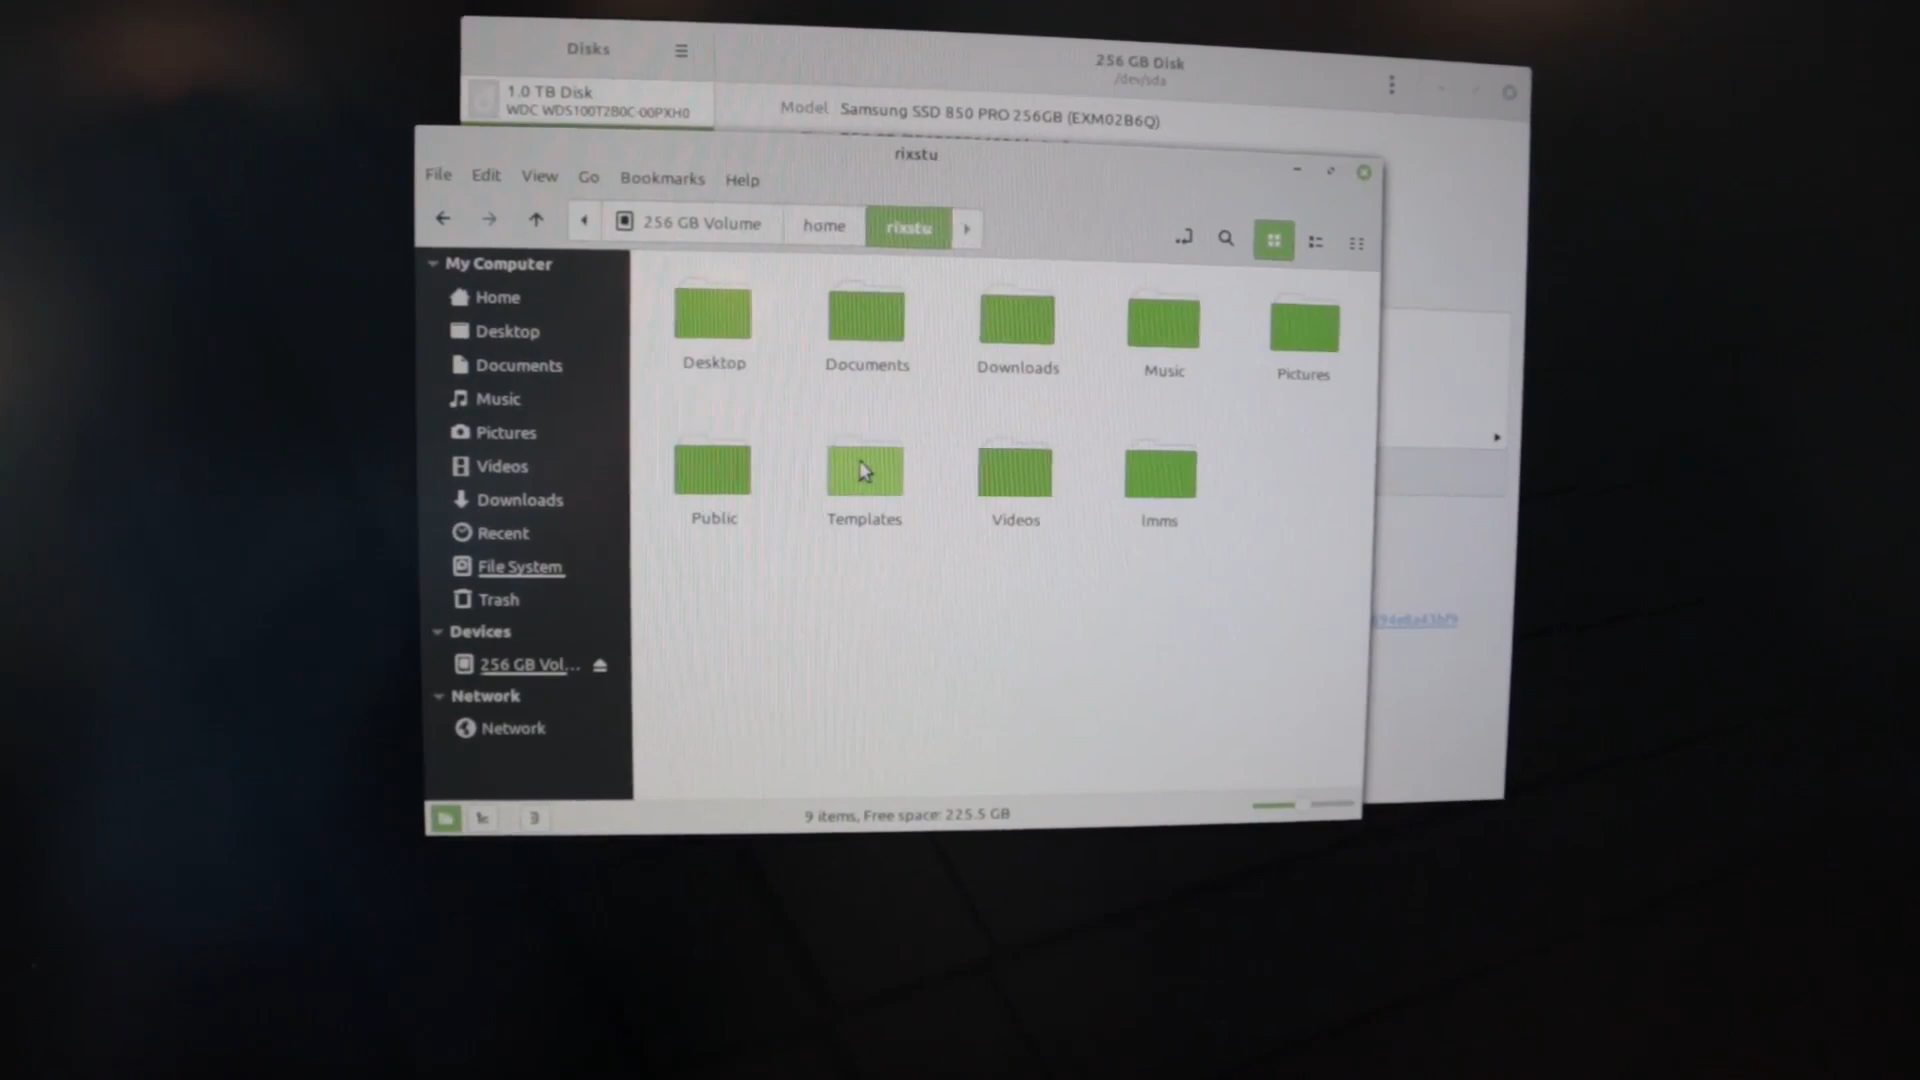 Disks
256 GB Disk
/dev/sda
1.0 TB Disk
WDC WDS100T2B0C-00PXH0
Model Samsung SSD 850 PRO 256GB (EXM02B6Q)
rixstu
File Edit View Go Bookmarks Help
256 GB Volume home rixstu
My Computer
Home
Desktop
Documents
Music
Pictures
Videos
Downloads
Recent
File System
Trash
Devices
256 GB Vol...
Network
Network
Desktop Documents Downloads Music Pictures
Public Templates Videos lmms
9 items, Free space: 225.5 GB